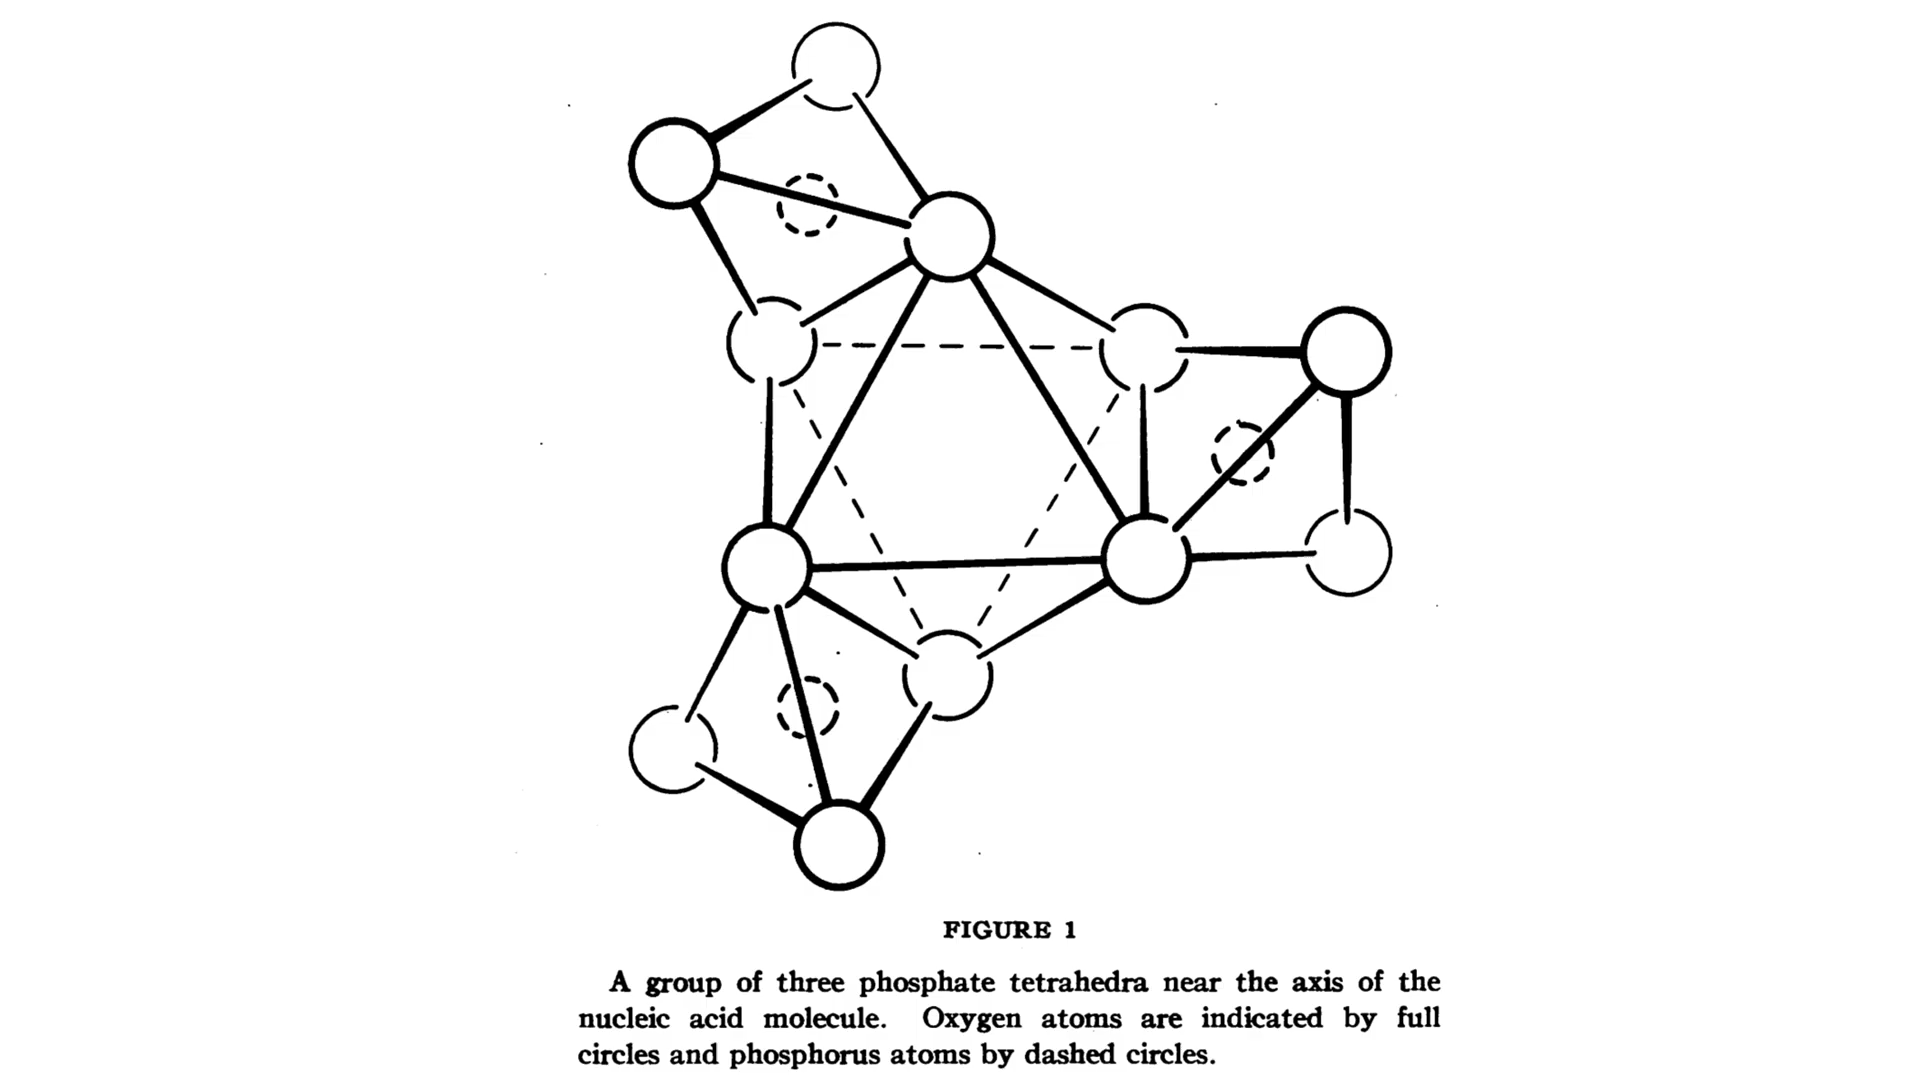 FIGURE 1
A group of three phosphate tetrahedra near the axis of the
nucleic acid molecule. Oxygen atoms are indicated by full
circles and phosphorus atoms by dashed circles.